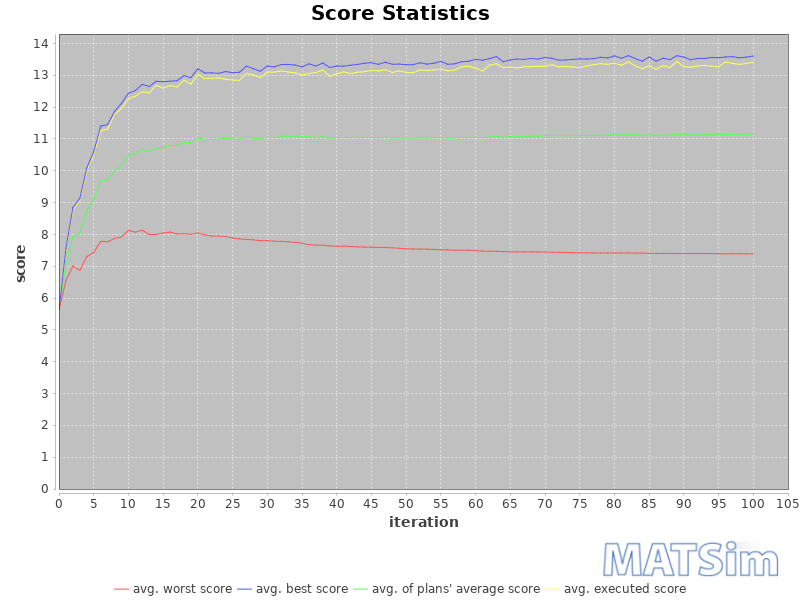 Score Statistics
14
13
12
11
10
9
8
7
6
5
4
3
2
1
0
score
0 5 10 15 20 25 30 35 40 45 50 55 60 65 70 75 80 85 90 95 100 105
iteration
MATSim
avg. worst score avg. best score avg. of plans' average score avg. executed score